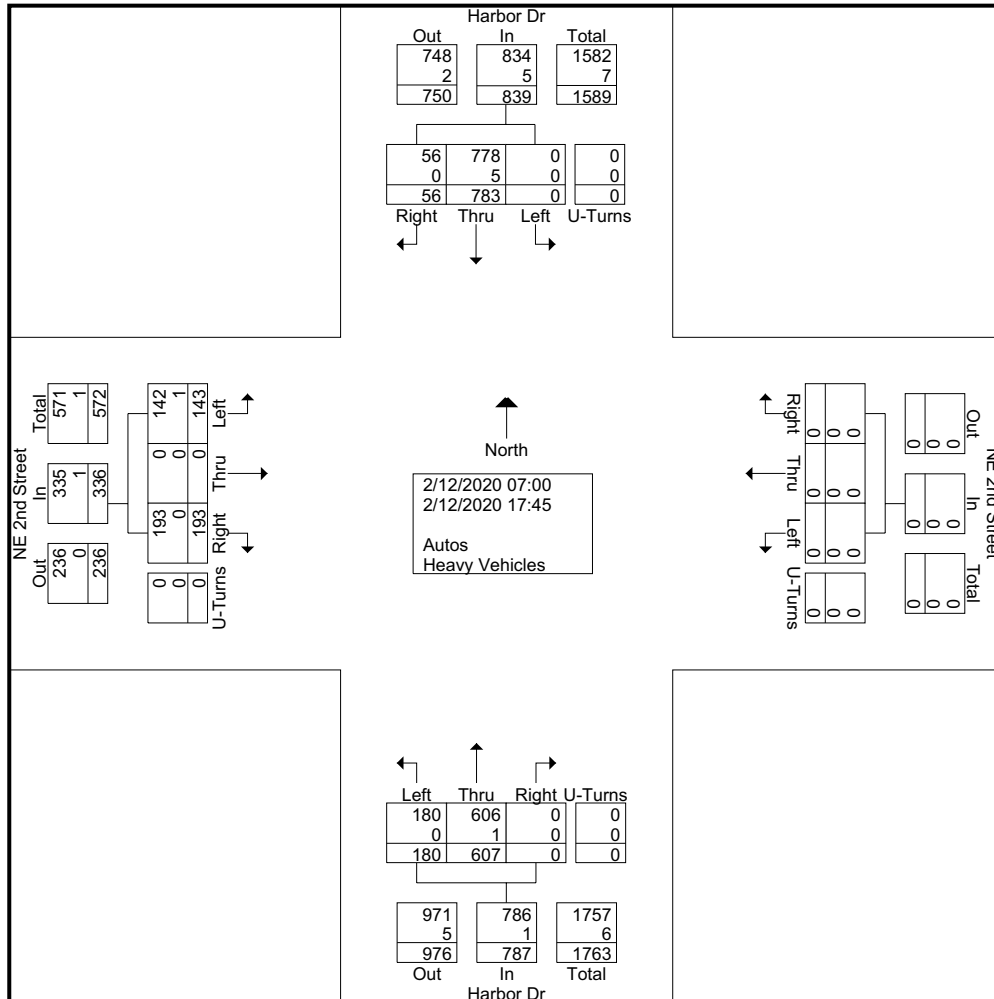 Harbor Dr
Out In Total
748 834 1582
2 5 7
750 839 1589
56 778 0 0
0 5 0 0
56 783 0 0
Right Thru Left U-Turns
NE 2nd Street
Total In Out
571 335 236
1 1 0
572 336 236
142 0 193 0
1 0 0 0
143 0 193 0
Left Thru Right U-Turns
North
2/12/2020 07:00
2/12/2020 17:45
Autos
Heavy Vehicles
Right Thru Left U-Turns
0 0 0 0
0 0 0 0
0 0 0 0
Out In Total
0 0 0
0 0 0
0 0 0
NE 2nd Street
Left Thru Right U-Turns
180 606 0 0
0 1 0 0
180 607 0 0
971 786 1757
5 1 6
976 787 1763
Out In Total
Harbor Dr